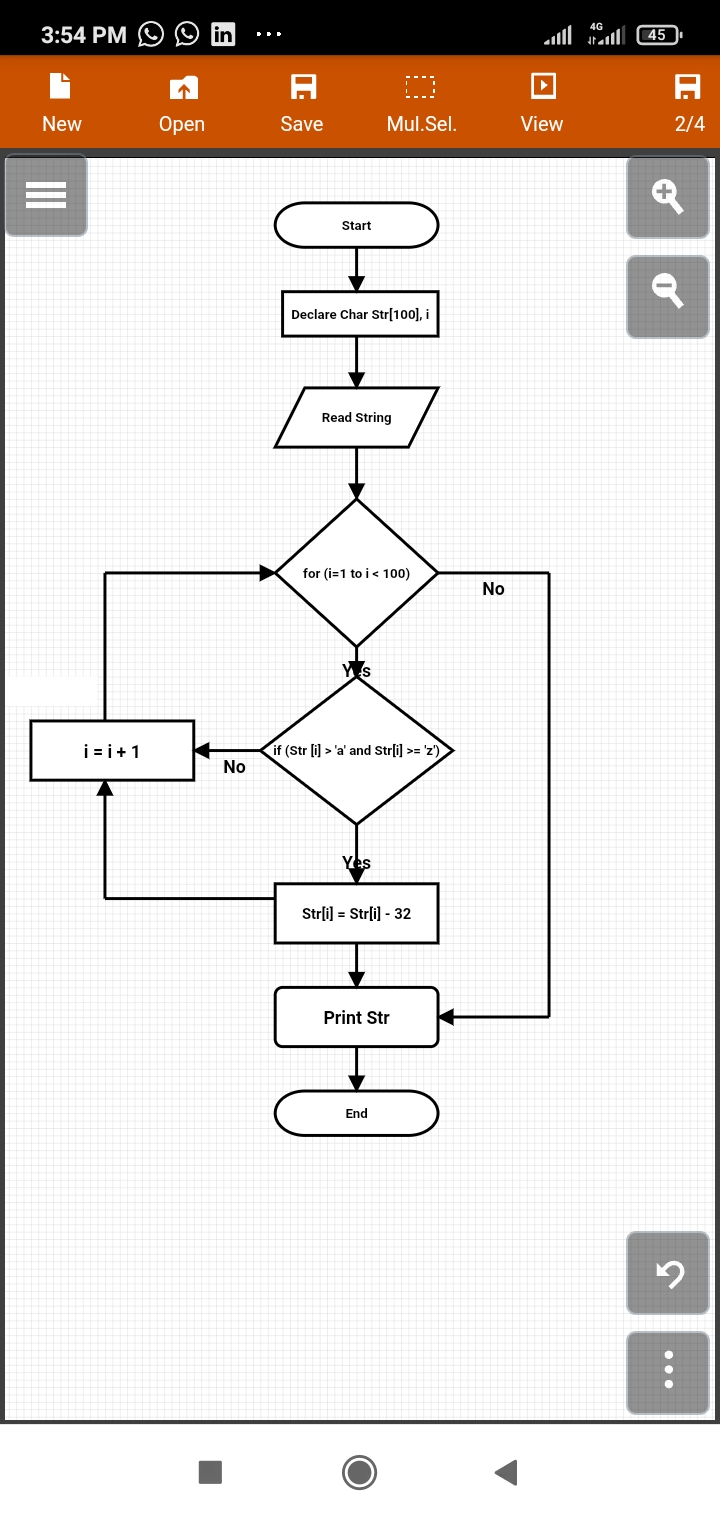 3:54 PM
4G
45
New
Open
Save
Mul.Sel.
View
2/4
Start
Declare Char Str[100], i
Read String
for (i=1 to i < 100)
No
Yes
i = i + 1
if (Str [i] > 'a' and Str[i] >= 'z')
No
Yes
Str[i] = Str[i] - 32
Print Str
End